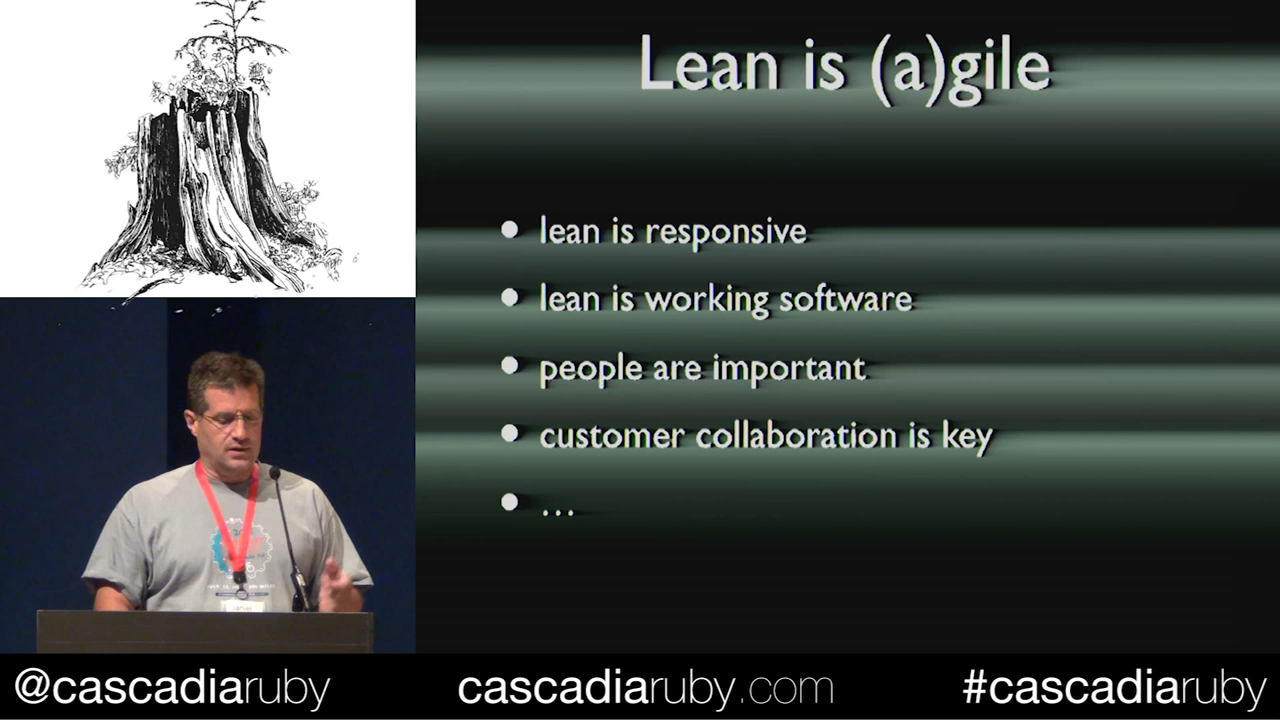 Lean is (a)gile
• lean is responsive
• lean is working software
• people are important
• customer collaboration is key
• ...
@cascadiaruby
cascadiaruby.com
#cascadiaruby